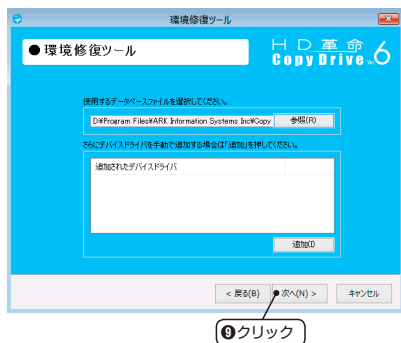 環境修復ツール
●環境修復ツール
HD革命
CopyDrive Ver.6
使用するデータベースファイルを選択してください。
D:¥Program Files¥ARK Information Systems Inc¥Copy 参照(R)
さらにデバイスドライバを手動で追加する場合は「追加」を押してください。
追加されたデバイスドライバ
追加(I)
< 戻る(B) 次へ(N) > キャンセル
❾クリック